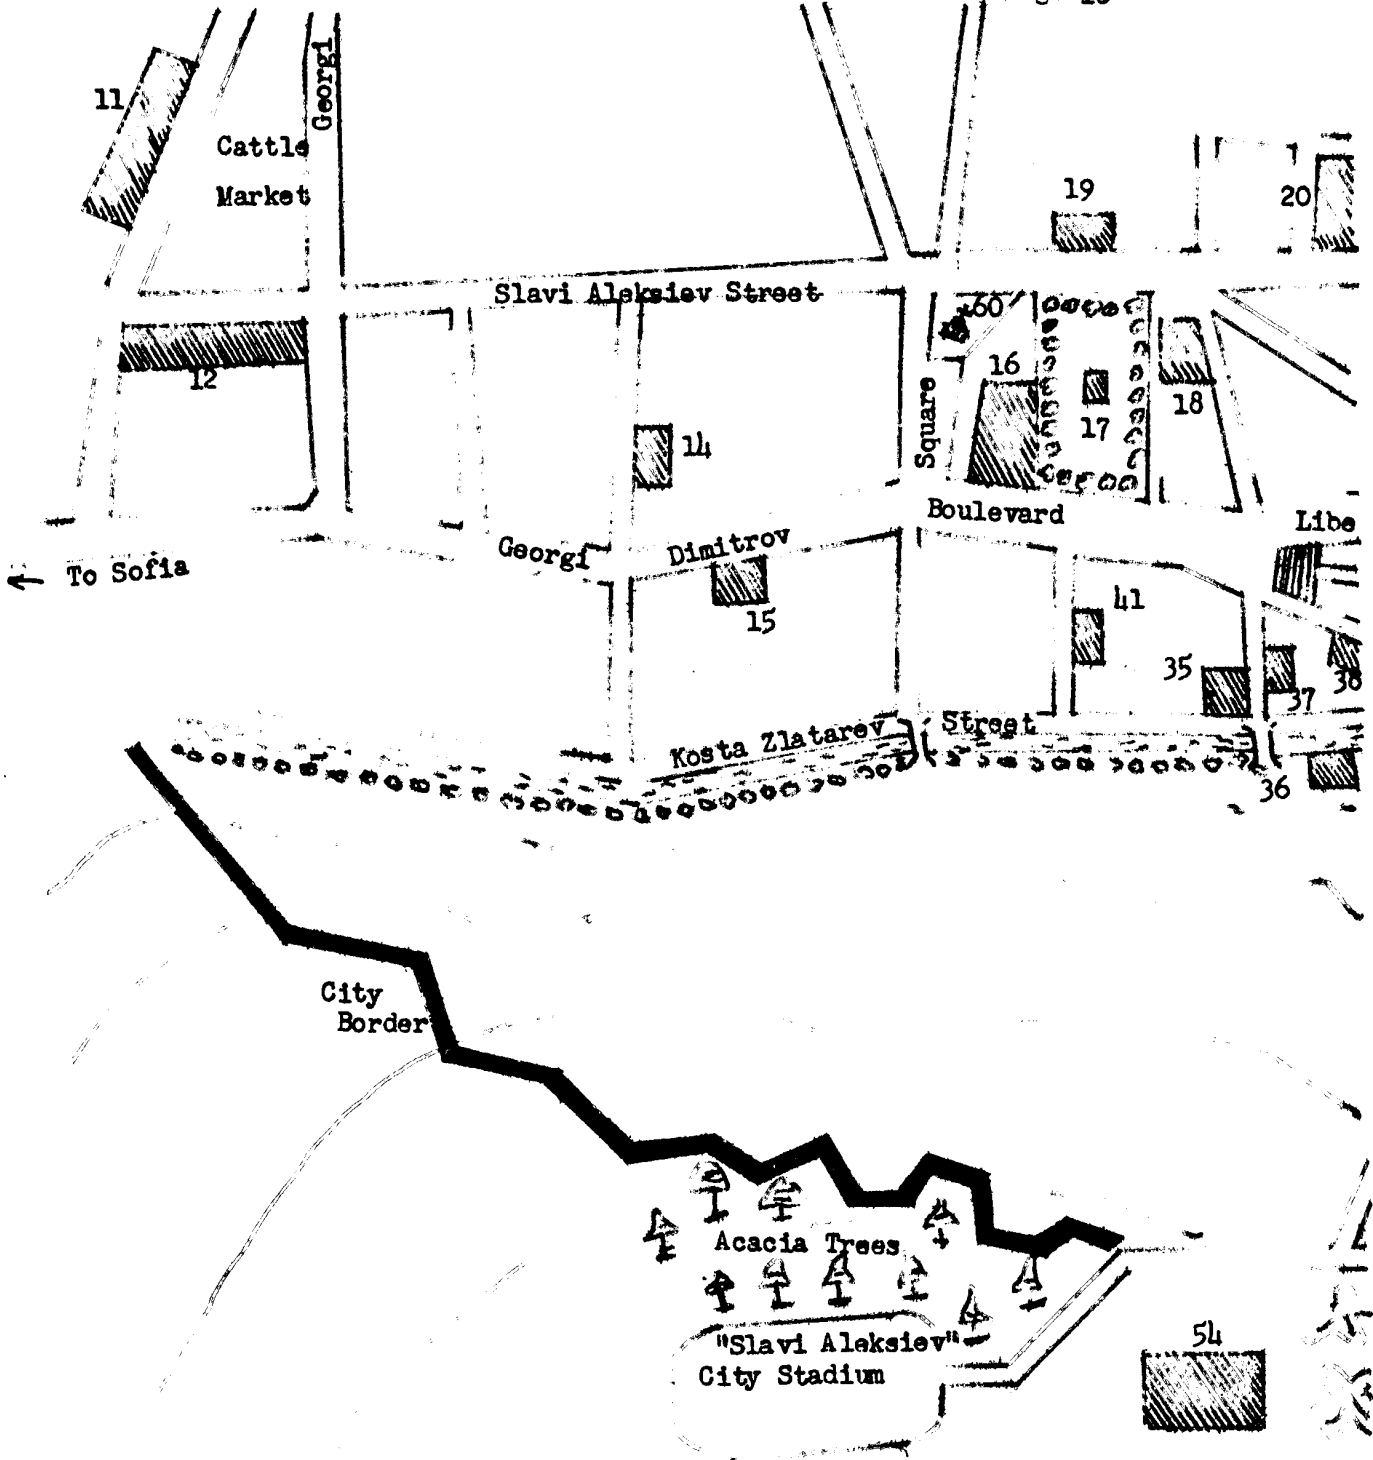 Georgi
11
Cattle
Market
19
20
Slavi Aleksiev Street
60
12
16
17
18
Square
14
Boulevard
Libe
Georgi
Dimitrov
To Sofia
15
41
35
37
38
Kosta Zlatarev
Street
36
City
Border
Acacia Trees
"Slavi Aleksiev"
City Stadium
54